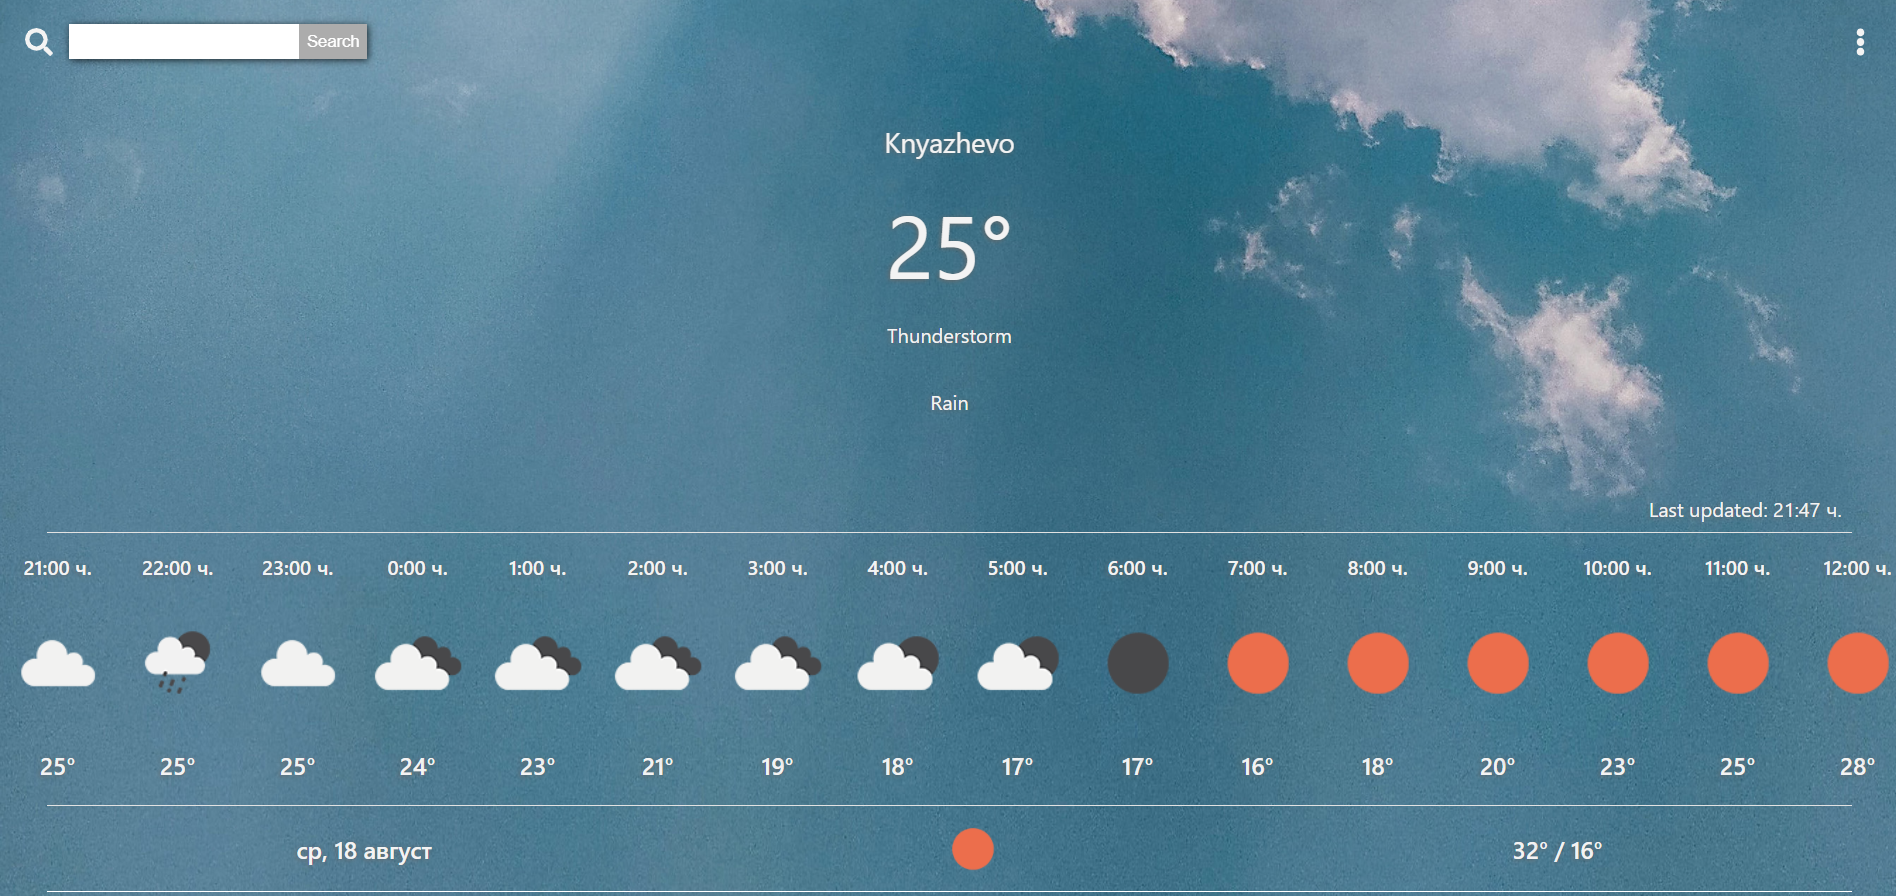 Search
Knyazhevo
25°
Thunderstorm
Rain
Last updated: 21:47 ч.
21:00 ч. 22:00 ч. 23:00 ч. 0:00 ч. 1:00 ч. 2:00 ч. 3:00 ч. 4:00 ч. 5:00 ч. 6:00 ч. 7:00 ч. 8:00 ч. 9:00 ч. 10:00 ч. 11:00 ч. 12:00 ч.
25° 25° 25° 24° 23° 21° 19° 18° 17° 17° 16° 18° 20° 23° 25° 28°
ср, 18 август 32° / 16°